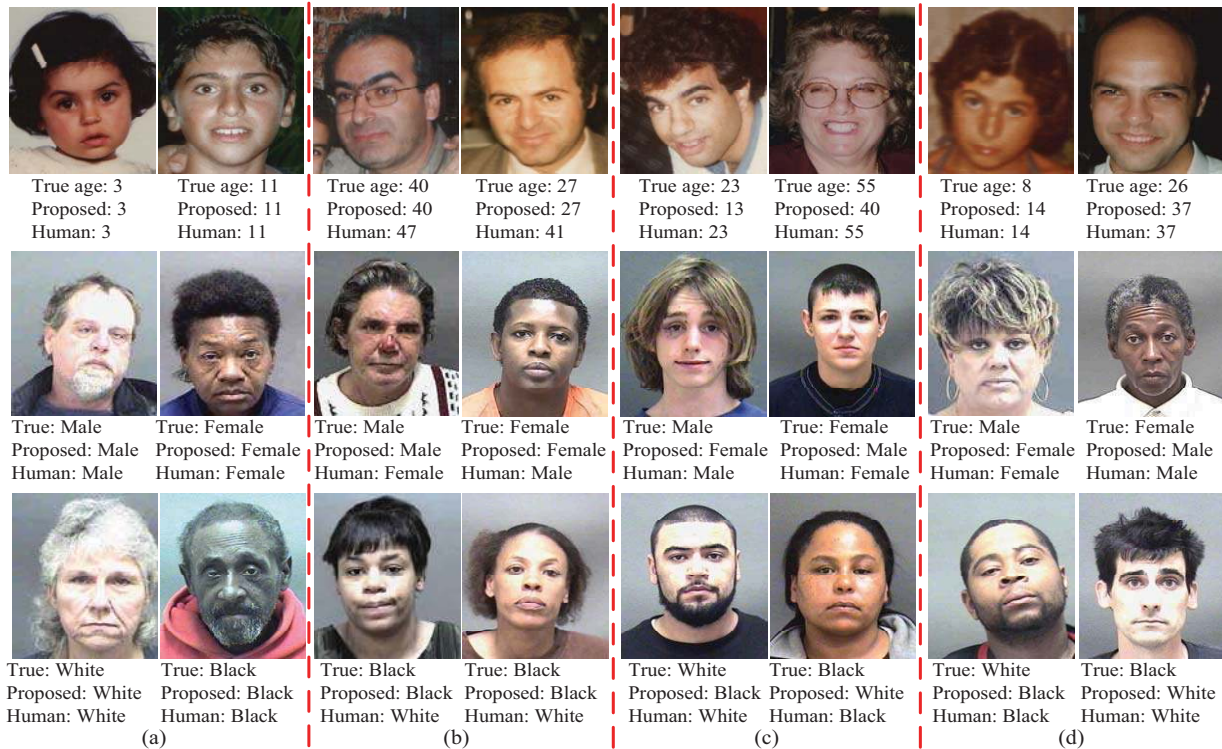 True age: 3
Proposed: 3
Human: 3
True age: 11
Proposed: 11
Human: 11
True age: 40
Proposed: 40
Human: 47
True age: 27
Proposed: 27
Human: 41
True age: 23
Proposed: 13
Human: 23
True age: 55
Proposed: 40
Human: 55
True age: 8
Proposed: 14
Human: 14
True age: 26
Proposed: 37
Human: 37
True: Male
Proposed: Male
Human: Male
True: Female
Proposed: Female
Human: Female
True: Male
Proposed: Male
Human: Female
True: Female
Proposed: Female
Human: Male
True: Male
Proposed: Female
Human: Male
True: Female
Proposed: Male
Human: Female
True: Male
Proposed: Female
Human: Female
True: Female
Proposed: Male
Human: Male
True: White
Proposed: White
Human: White
True: Black
Proposed: Black
Human: Black
True: Black
Proposed: Black
Human: White
True: Black
Proposed: Black
Human: White
True: White
Proposed: Black
Human: White
True: Black
Proposed: White
Human: Black
True: White
Proposed: Black
Human: Black
True: Black
Proposed: White
Human: White
(a)
(b)
(c)
(d)